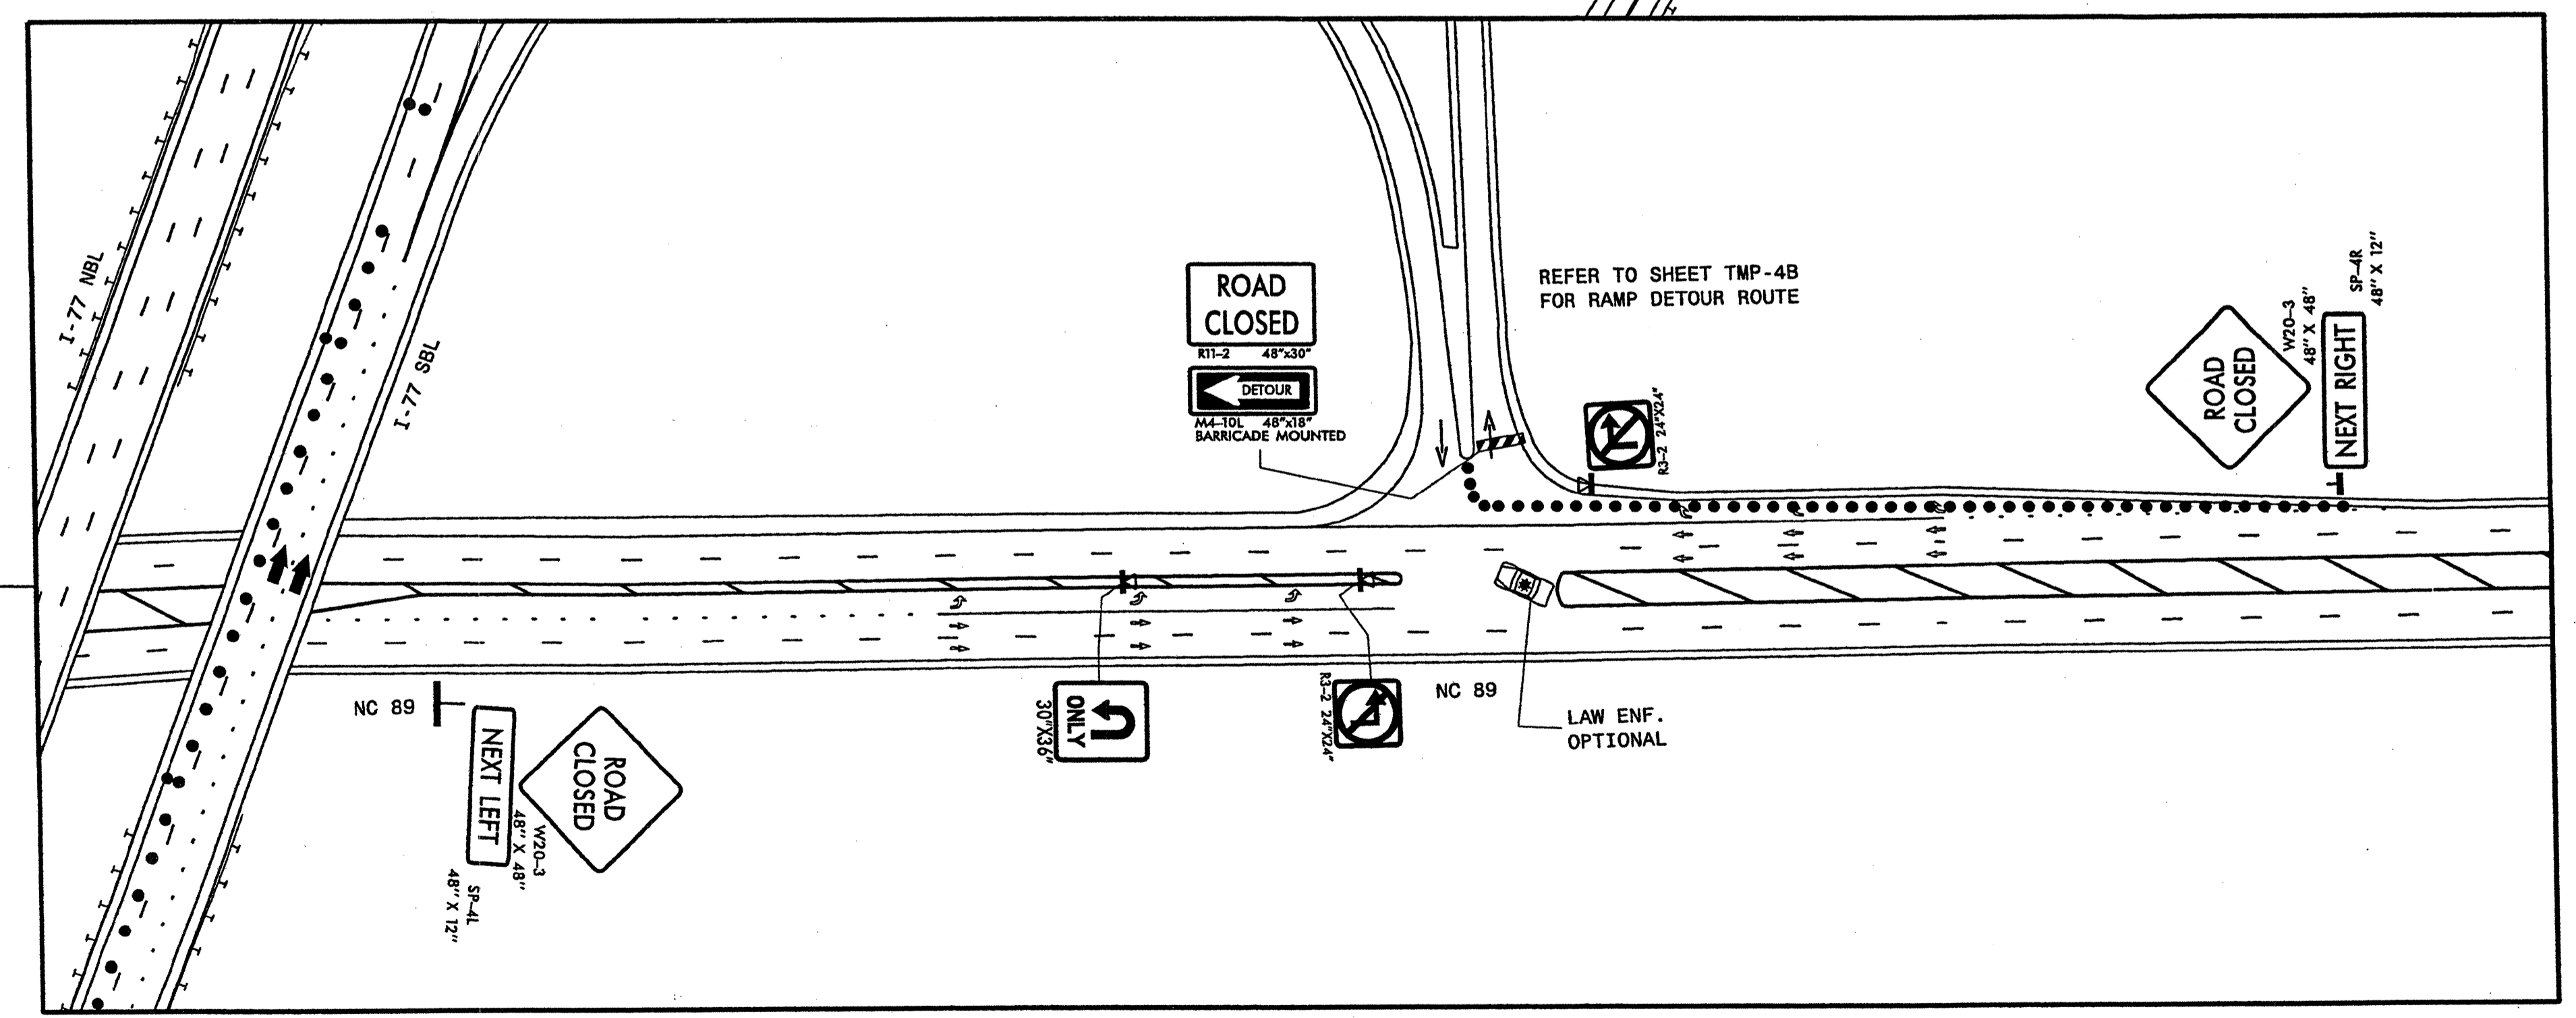 I-77 NBL
I-77 SBL
ROAD
CLOSED
R11-2 48"x30"
DETOUR
M4-10L 48"x18"
BARRICADE MOUNTED
REFER TO SHEET TMP-4B
FOR RAMP DETOUR ROUTE
R3-2 24"X24"
ROAD
CLOSED
W20-3
48" X 48"
NEXT RIGHT
SP-4R
48" X 12"
NC 89
NEXT LEFT
ROAD
CLOSED
W20-3
48" X 48"
SP-4L
48" X 12"
ONLY
30"X36"
R3-2 24"X24"
NC 89
LAW ENF.
OPTIONAL